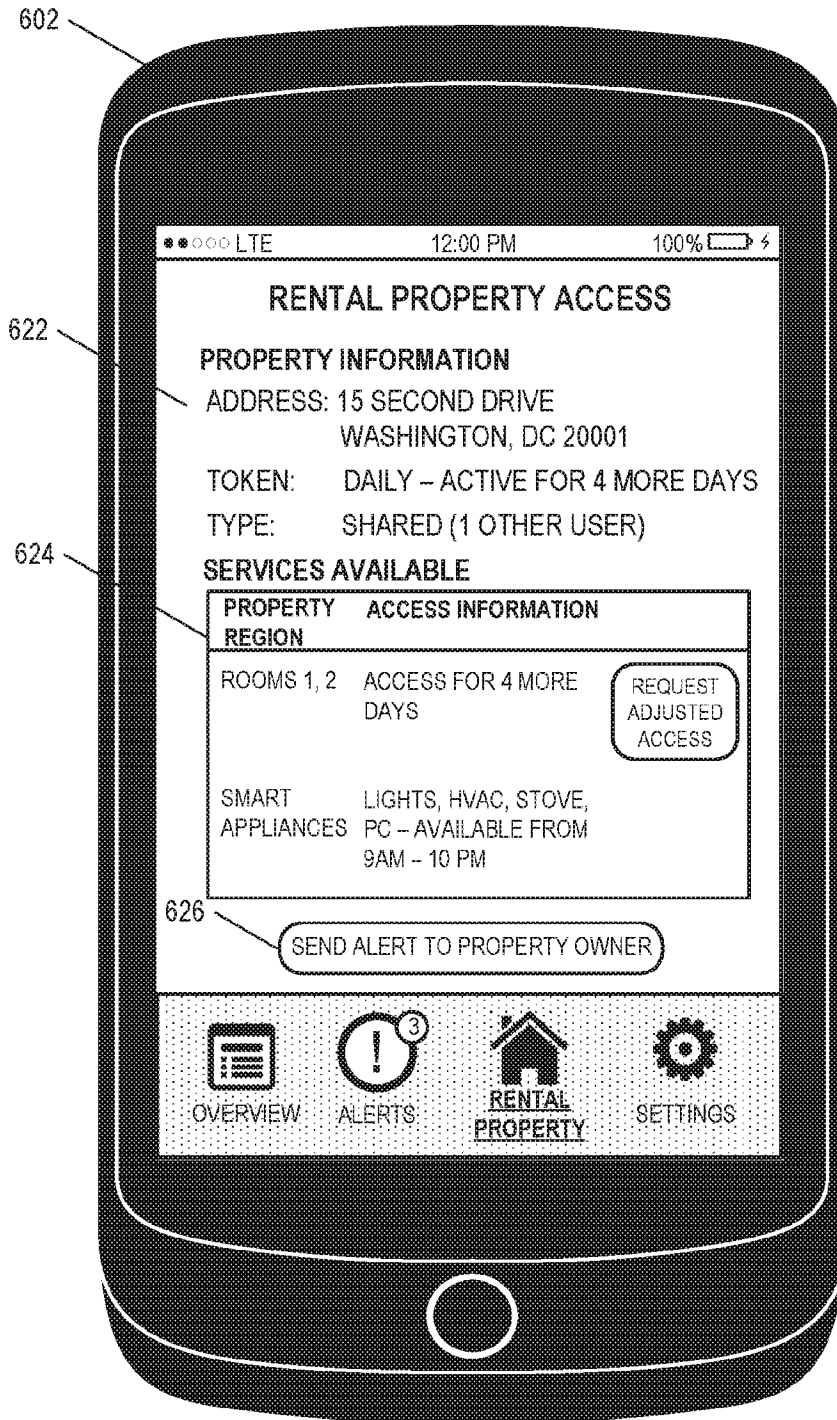 602
LTE 12:00 PM 100%
RENTAL PROPERTY ACCESS
622
PROPERTY INFORMATION
ADDRESS: 15 SECOND DRIVE
WASHINGTON, DC 20001
TOKEN: DAILY – ACTIVE FOR 4 MORE DAYS
TYPE: SHARED (1 OTHER USER)
624
SERVICES AVAILABLE
PROPERTY REGION ACCESS INFORMATION
ROOMS 1, 2 ACCESS FOR 4 MORE
DAYS
REQUEST
ADJUSTED
ACCESS
SMART
APPLIANCES
LIGHTS, HVAC, STOVE,
PC – AVAILABLE FROM
9AM – 10 PM
626
SEND ALERT TO PROPERTY OWNER
3
OVERVIEW ALERTS RENTAL
PROPERTY SETTINGS